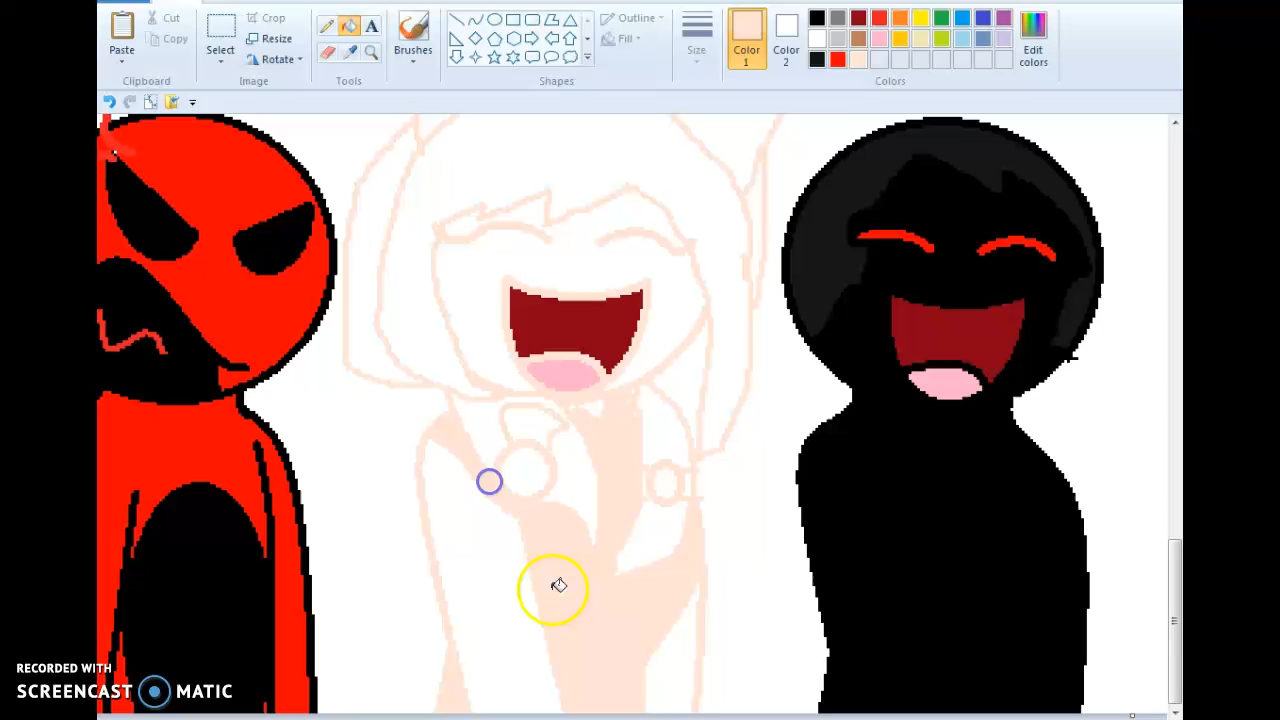 Cut
Copy
Paste
Clipboard
Select
Crop
Resize
Rotate
Image
A
Tools
Brushes
Outline
Fill
Shapes
Size
Color
1
Color
2
Edit
colors
Colors
RECORDED WITH
SCREENCAST MATIC